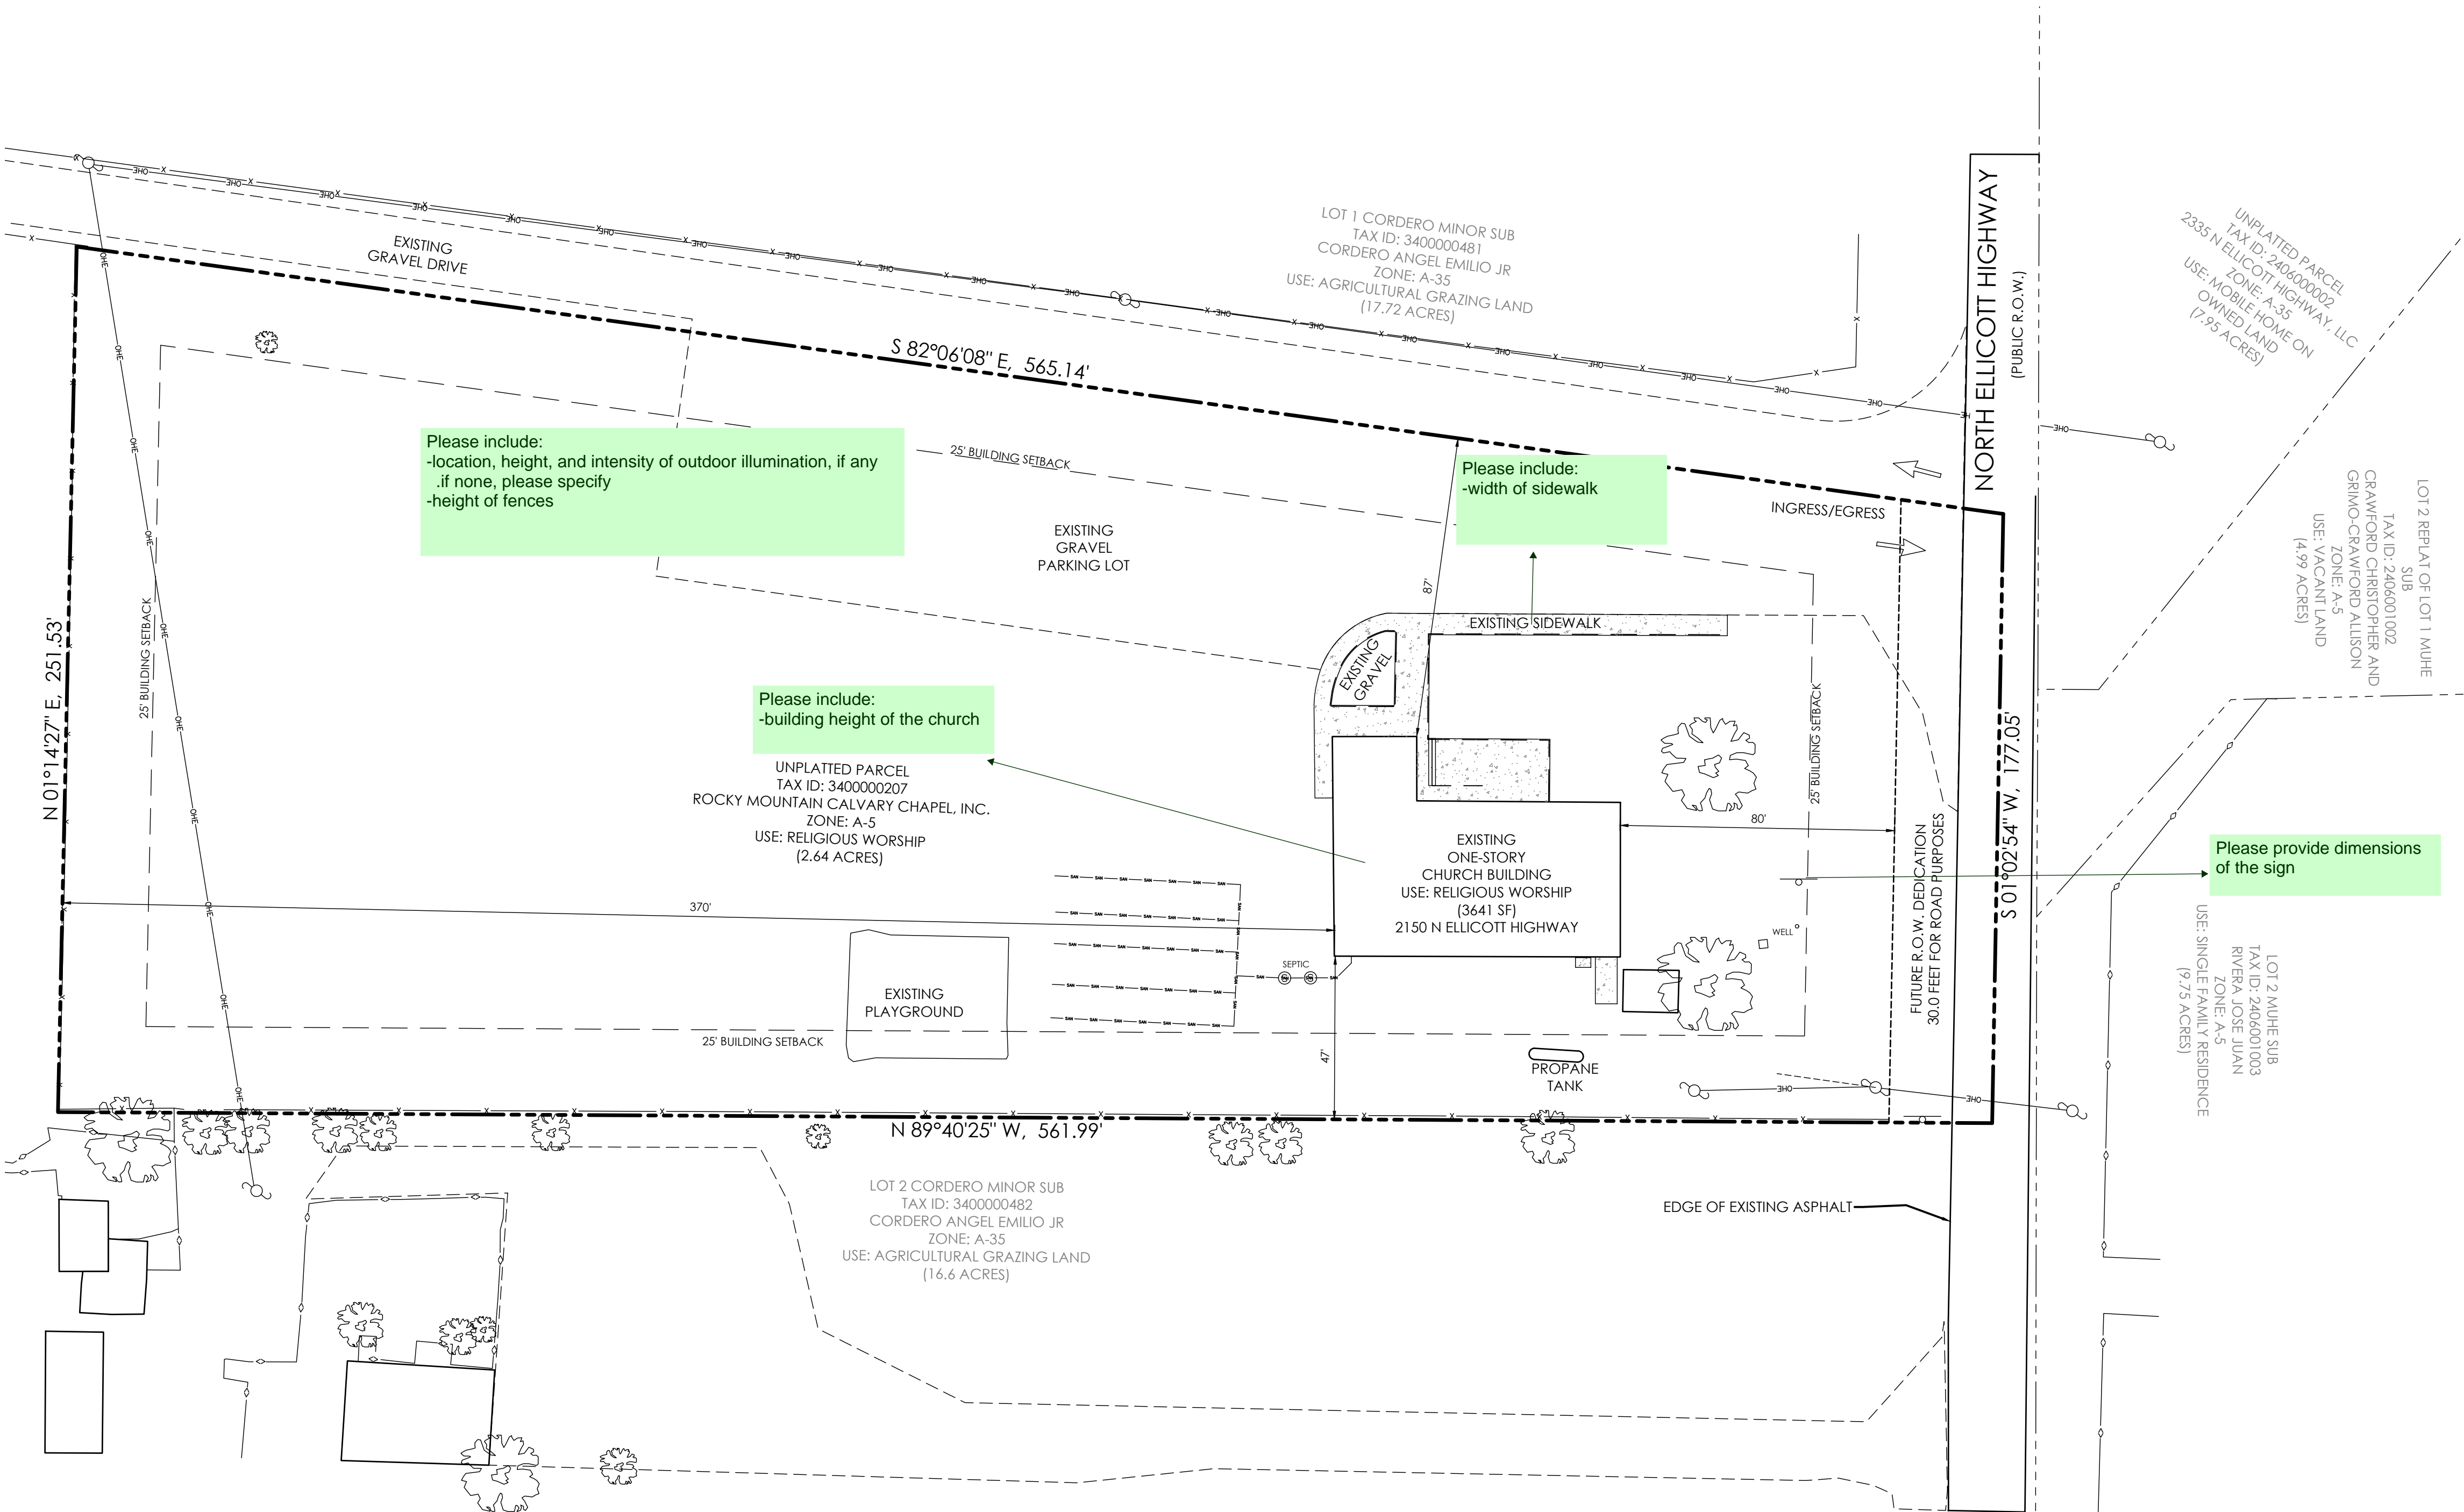 EXISTING
GRAVEL DRIVE
S 82°06'08" E, 565.14'
LOT 1 CORDERO MINOR SUB
TAX ID: 3400000481
CORDERO ANGEL EMILIO JR
ZONE: A-35
USE: AGRICULTURAL GRAZING LAND
(17.72 ACRES)
NORTH ELLICOTT HIGHWAY
(PUBLIC R.O.W.)
UNPLATTED PARCEL
TAX ID: 2406000002
2335 N ELLICOTT HIGHWAY, LLC
ZONE: A-35
USE: MOBILE HOME ON
OWNED LAND
(7.95 ACRES)
Please include:
-location, height, and intensity of outdoor illumination, if any
.if none, please specify
-height of fences
25' BUILDING SETBACK
Please include:
-width of sidewalk
INGRESS/EGRESS
EXISTING
GRAVEL
PARKING LOT
LOT 2 REPLAT OF LOT 1 MUHE
SUB
TAX ID: 2406001002
CRAWFORD CHRISTOPHER AND
GRIMO-CRAWFORD ALLISON
ZONE: A-5
USE: VACANT LAND
(4.99 ACRES)
87'
EXISTING SIDEWALK
EXISTING
GRAVEL
N 01°14'27" E, 251.53'
25' BUILDING SETBACK
Please include:
-building height of the church
UNPLATTED PARCEL
TAX ID: 3400000207
ROCKY MOUNTAIN CALVARY CHAPEL, INC.
ZONE: A-5
USE: RELIGIOUS WORSHIP
(2.64 ACRES)
25' BUILDING SETBACK
80'
EXISTING
ONE-STORY
CHURCH BUILDING
USE: RELIGIOUS WORSHIP
(3641 SF)
2150 N ELLICOTT HIGHWAY
FUTURE R.O.W. DEDICATION
30.0 FEET FOR ROAD PURPOSES
S 01°02'54" W, 177.05'
Please provide dimensions
of the sign
370'
WELL
SEPTIC
EXISTING
PLAYGROUND
25' BUILDING SETBACK
47'
PROPANE
TANK
LOT 2 MUHE SUB
TAX ID: 2406001003
RIVERA JOSE JUAN
ZONE: A-5
USE: SINGLE FAMILY RESIDENCE
(9.75 ACRES)
N 89°40'25" W, 561.99'
LOT 2 CORDERO MINOR SUB
TAX ID: 3400000482
CORDERO ANGEL EMILIO JR
ZONE: A-35
USE: AGRICULTURAL GRAZING LAND
(16.6 ACRES)
EDGE OF EXISTING ASPHALT